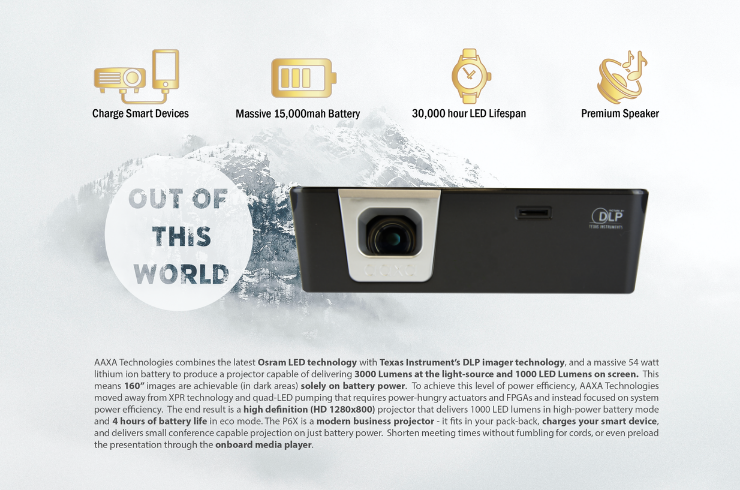 Charge Smart Devices
Massive 15,000mah Battery
30,000 hour LED Lifespan
Premium Speaker
OUT OF
THIS
WORLD
DLP
TEXAS INSTRUMENTS
AAXA Technologies combines the latest Osram LED technology with Texas Instrument's DLP imager technology, and a massive 54 watt
lithium ion battery to produce a projector capable of delivering 3000 Lumens at the light-source and 1000 LED Lumens on screen. This
means 160" images are achievable (in dark areas) solely on battery power. To achieve this level of power efficiency, AAXA Technologies
moved away from XPR technology and quad-LED pumping that requires power-hungry actuators and FPGAs and instead focused on system
power efficiency. The end result is a high definition (HD 1280x800) projector that delivers 1000 LED lumens in high-power battery mode
and 4 hours of battery life in eco mode. The P6X is a modern business projector - it fits in your pack-back, charges your smart device,
and delivers small conference capable projection on just battery power. Shorten meeting times without fumbling for cords, or even preload
the presentation through the onboard media player.